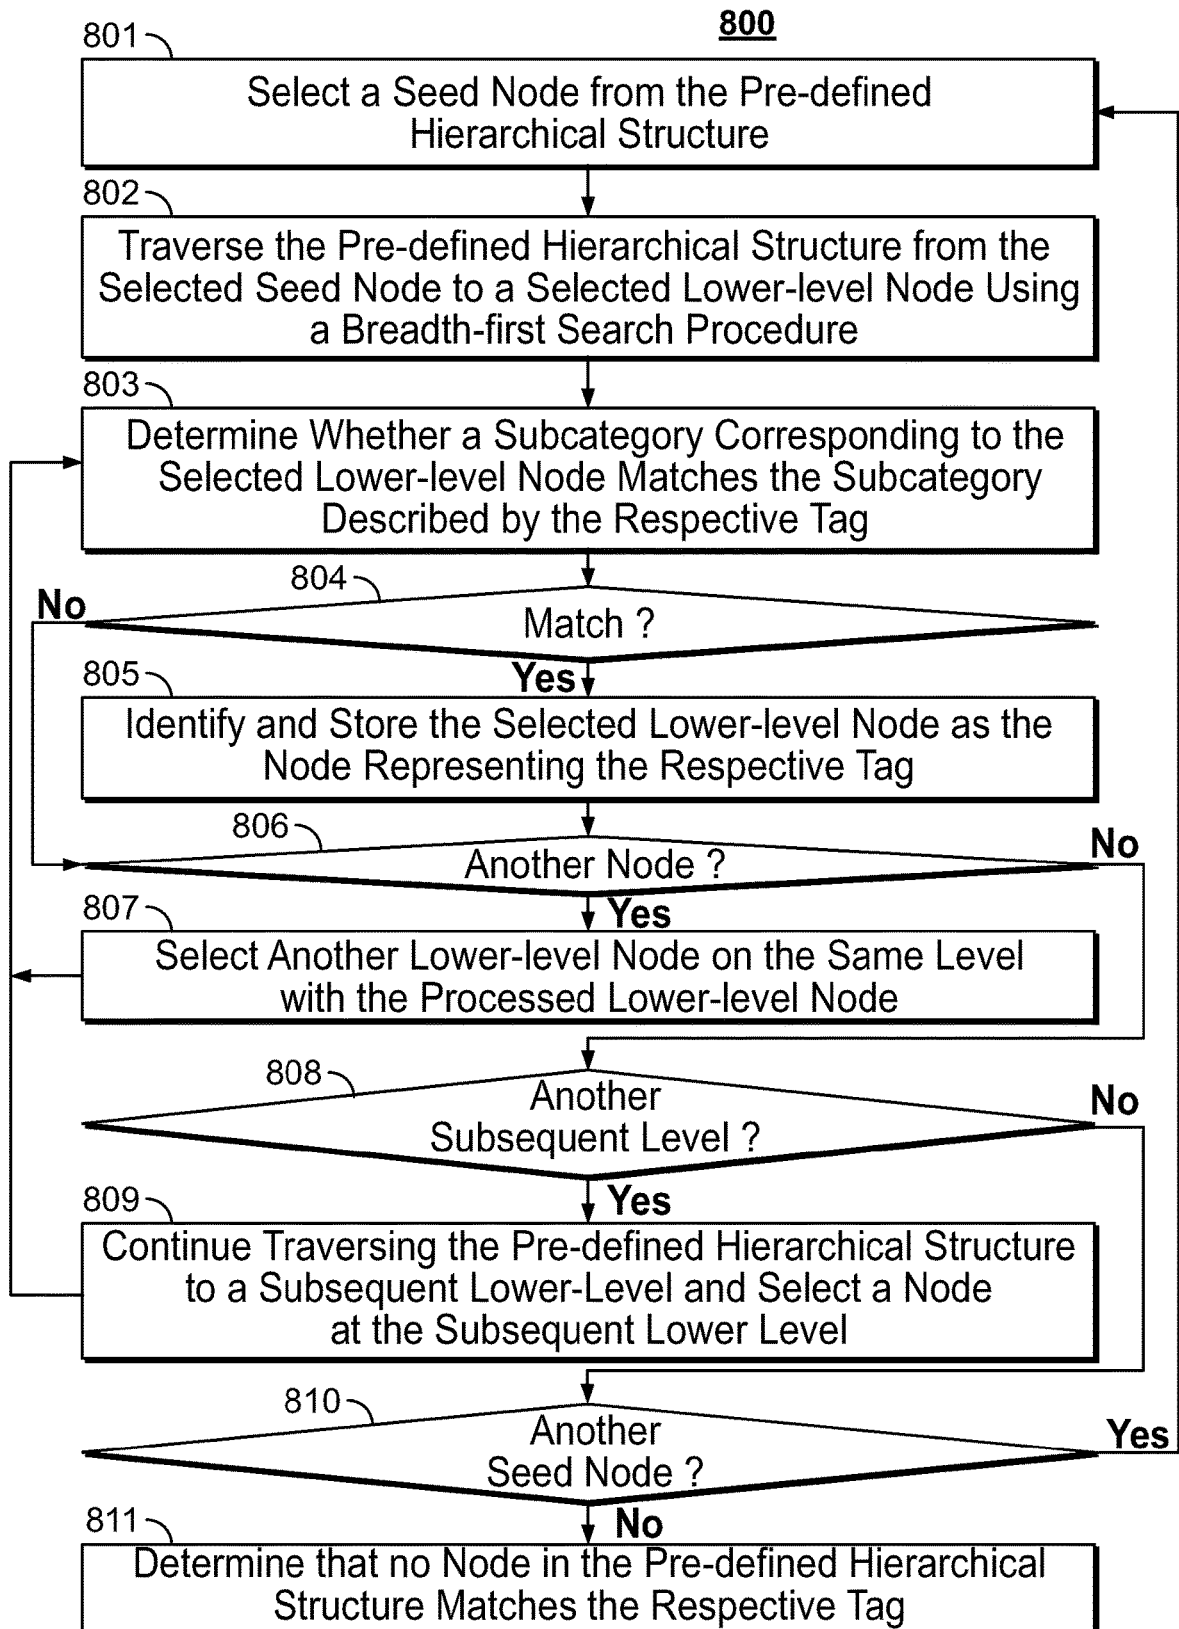 800
801
Select a Seed Node from the Pre-defined
Hierarchical Structure
802
Traverse the Pre-defined Hierarchical Structure from the
Selected Seed Node to a Selected Lower-level Node Using
a Breadth-first Search Procedure
803
Determine Whether a Subcategory Corresponding to the
Selected Lower-level Node Matches the Subcategory
Described by the Respective Tag
804
No
Match ?
Yes
805
Identify and Store the Selected Lower-level Node as the
Node Representing the Respective Tag
806
No
Another Node ?
Yes
807
Select Another Lower-level Node on the Same Level
with the Processed Lower-level Node
808
Another
Subsequent Level ?
No
Yes
809
Continue Traversing the Pre-defined Hierarchical Structure
to a Subsequent Lower-Level and Select a Node
at the Subsequent Lower Level
810
Another
Seed Node ?
Yes
No
811
Determine that no Node in the Pre-defined Hierarchical
Structure Matches the Respective Tag